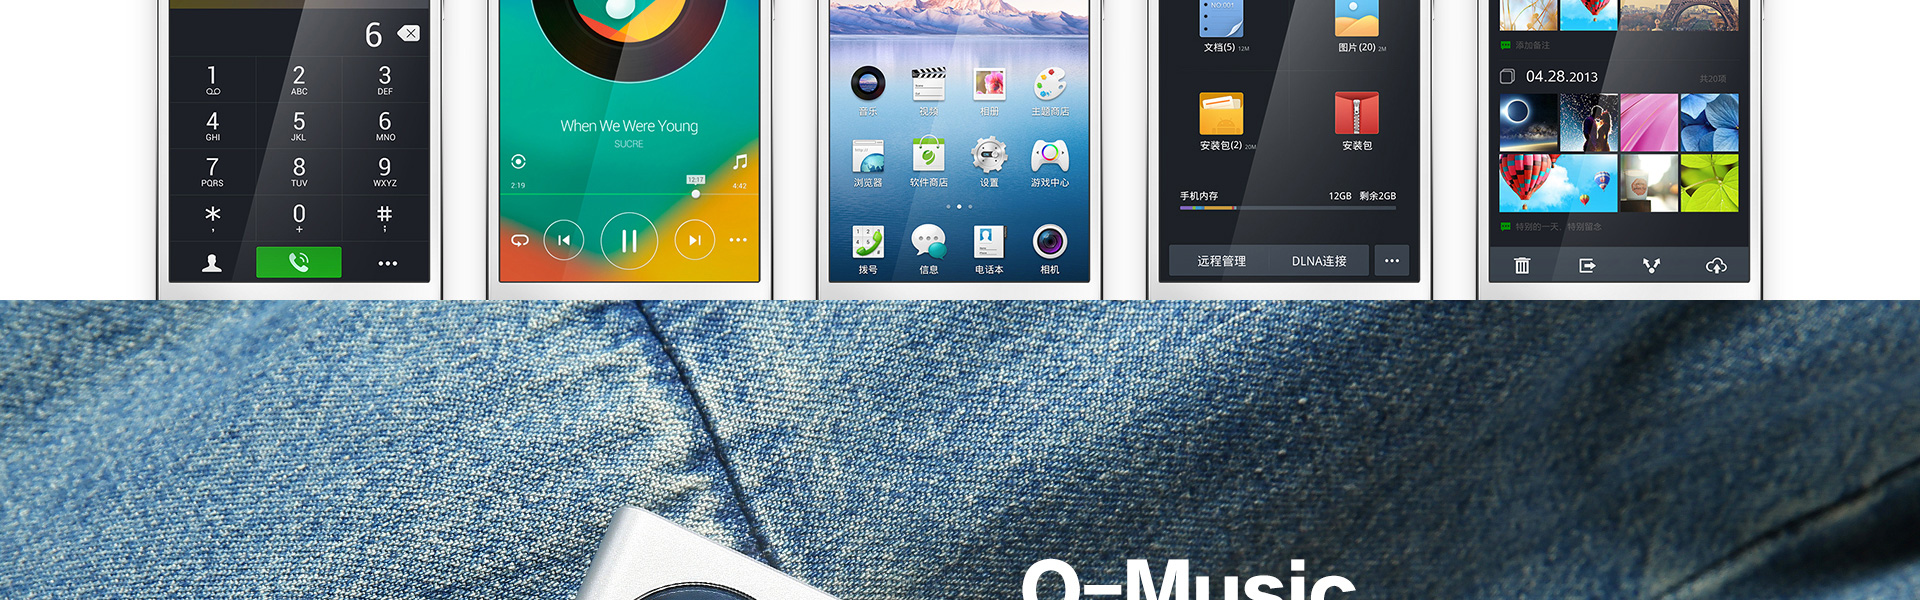 6
1
2
ABC
3
DEF
4
GHI
5
JKL
6
MNO
7
PQRS
8
TUV
9
WXYZ
*
,
0
+
#
;
When We Were Young
SUCRE
2:19
12:17
4:42
音乐
视频
相册
主题商店
浏览器
软件商店
设置
游戏中心
拨号
信息
电话本
相机
NO:001
文档(5) 12M
图片(20) 2M
安装包(2) 20M
安装包
手机内存
12GB 剩余2GB
远程管理
DLNA连接
添加备注
04.28.2013
共20项
特别的一天，特别留念
O-Music